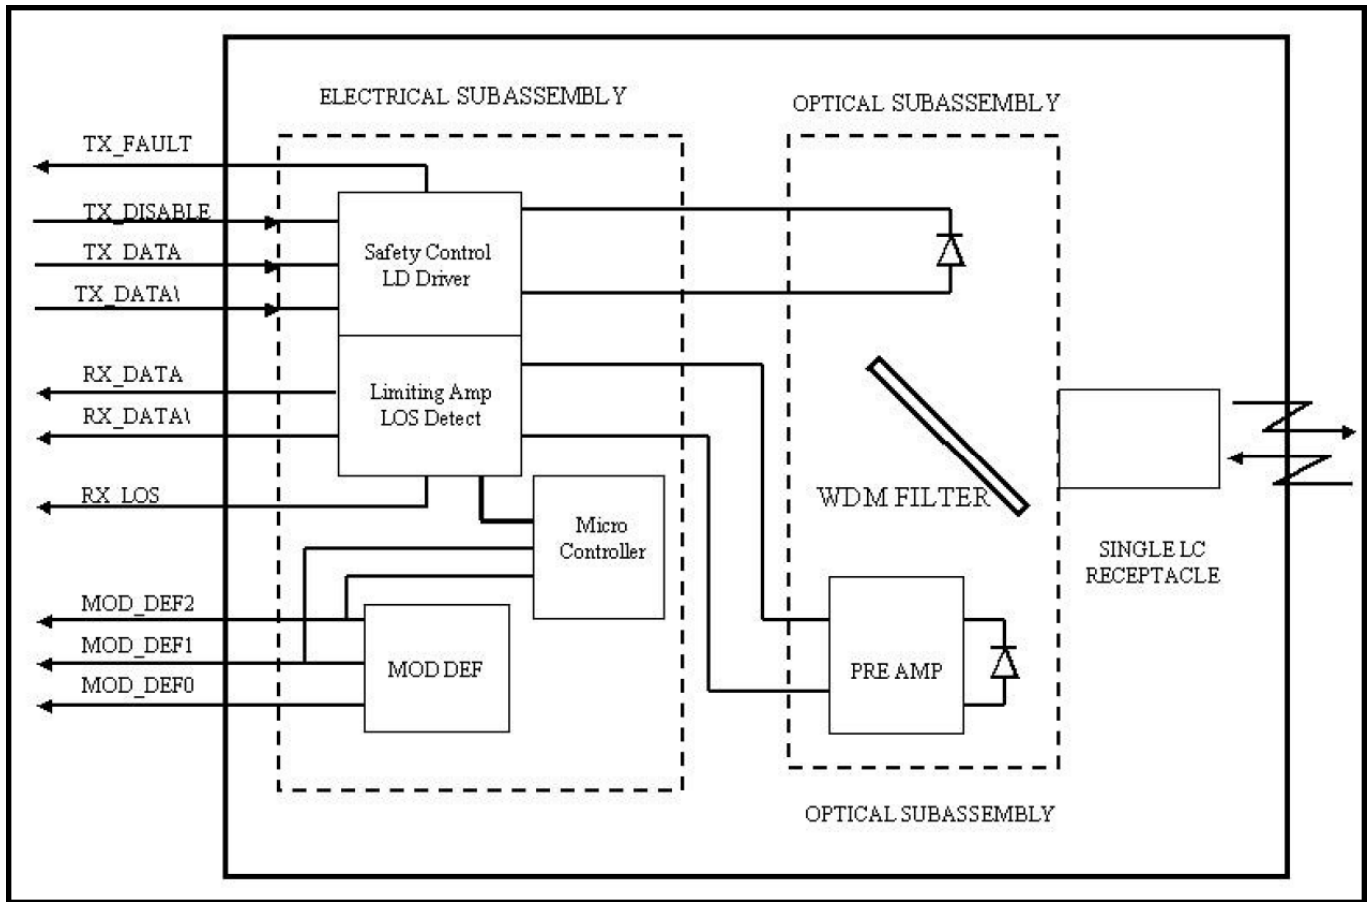 ELECTRICAL SUBASSEMBLY
OPTICAL SUBASSEMBLY
TX_FAULT
TX_DISABLE
TX_DATA
TX_DATA\
Safety Control
LD Driver
RX_DATA
RX_DATA\
Limiting Amp
LOS Detect
RX_LOS
WDM FILTER
Micro
Controller
SINGLE LC
RECEPTACLE
MOD_DEF2
MOD_DEF1
MOD_DEF0
MOD DEF
PRE AMP
OPTICAL SUBASSEMBLY